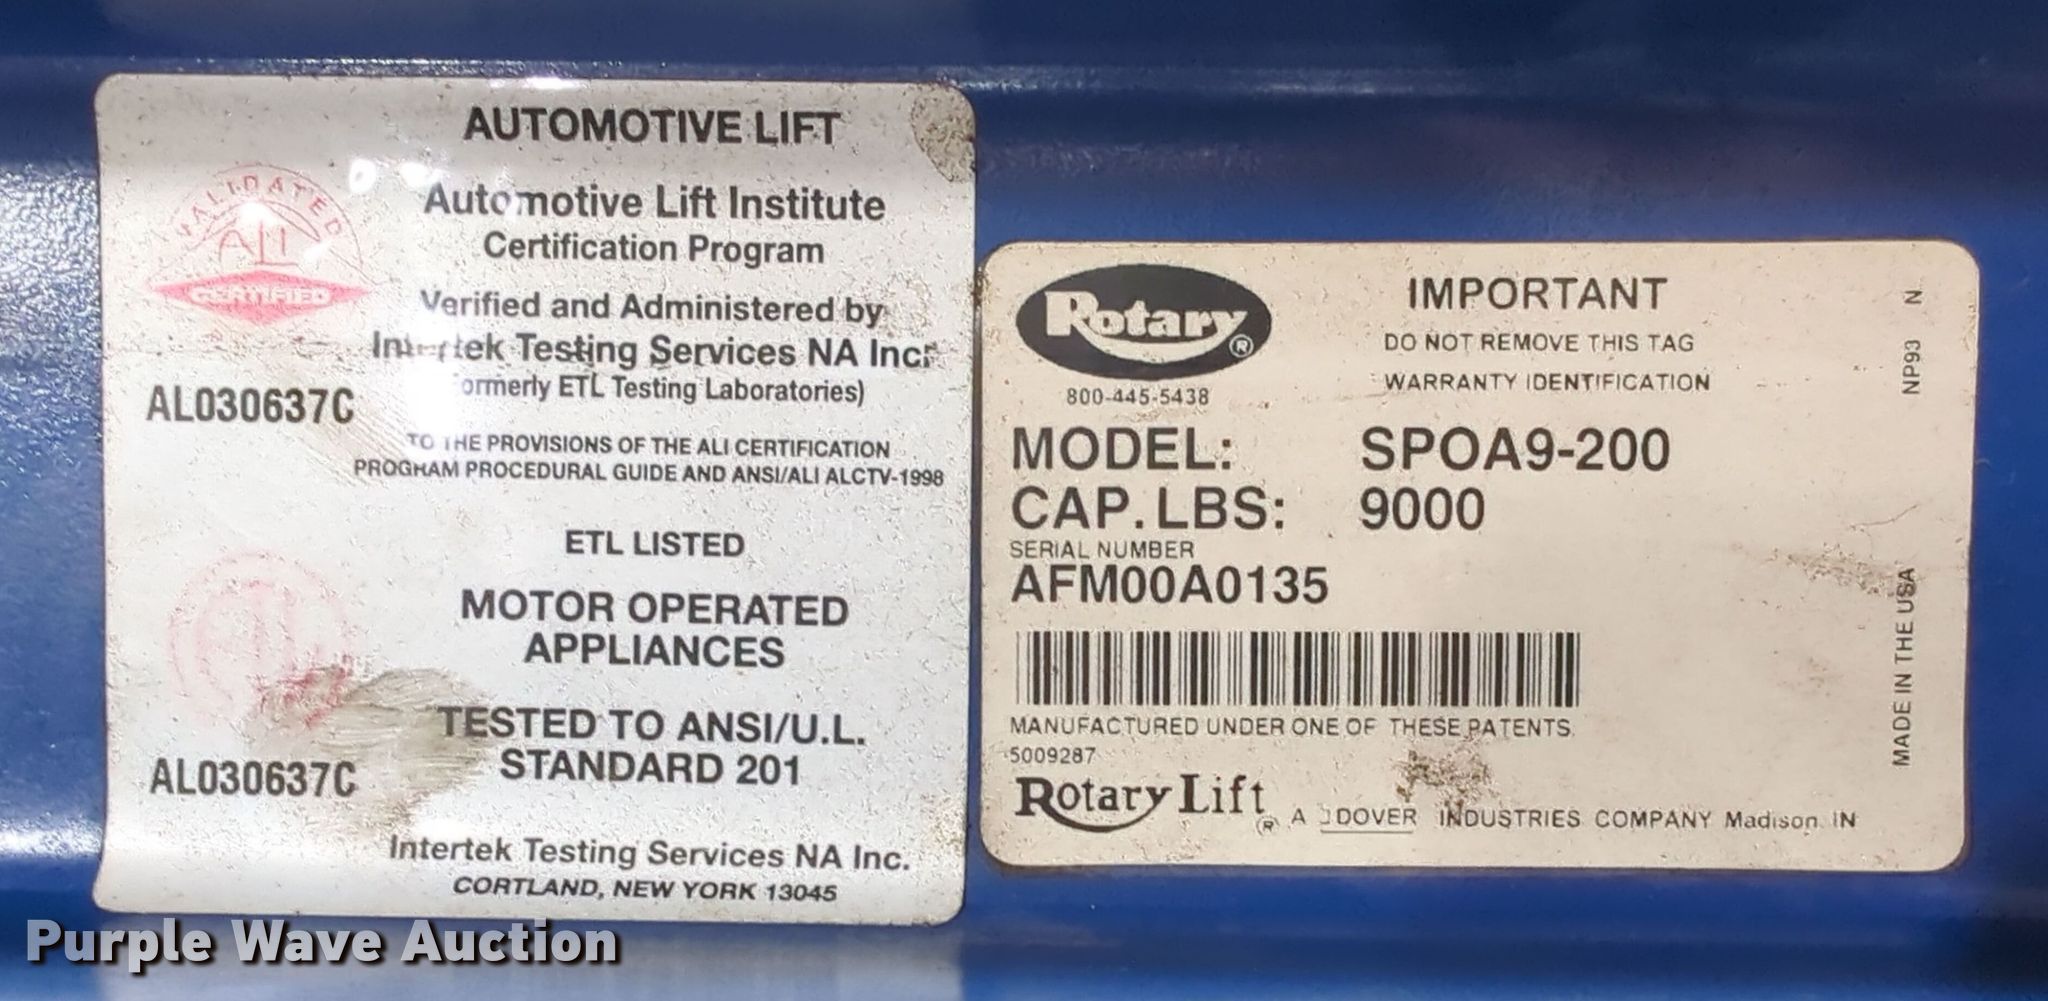 AUTOMOTIVE LIFT
VALIDATED
ALI
CERTIFIED
Automotive Lift Institute
Certification Program
Verified and Administered by
Intertek Testing Services NA Inc.
ormerly ETL Testing Laboratories)
AL030637C
TO THE PROVISIONS OF THE ALI CERTIFICATION
PROGRAM PROCEDURAL GUIDE AND ANSI/ALI ALCTV-1998
ETL LISTED
MOTOR OPERATED
APPLIANCES
TESTED TO ANSI/U.L.
STANDARD 201
AL030637C
Intertek Testing Services NA Inc.
CORTLAND, NEW YORK 13045
Rotary®
800-445-5438
IMPORTANT
DO NOT REMOVE THIS TAG
WARRANTY IDENTIFICATION
NP93 N
MODEL: SPOA9-200
CAP. LBS: 9000
SERIAL NUMBER
AFM00A0135
MANUFACTURED UNDER ONE OF THESE PATENTS
5009287
Rotary Lift® A DOVER INDUSTRIES COMPANY Madison, IN
MADE IN THE USA
Purple Wave Auction